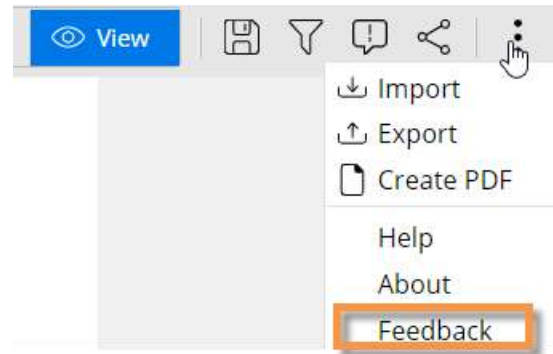 View
Import
Export
Create PDF
Help
About
Feedback